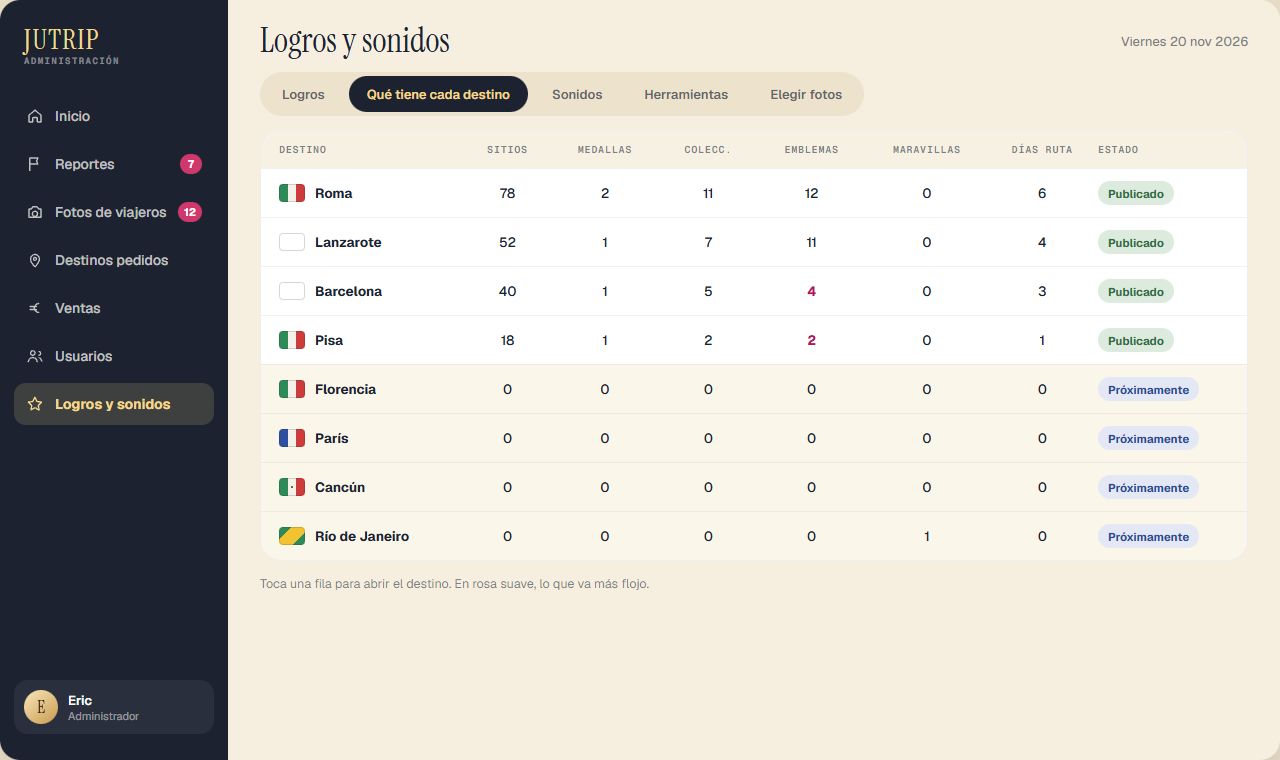 JUTRIP
ADMINISTRACIÓN
Inicio
Reportes 7
Fotos de viajeros 12
Destinos pedidos
Ventas
Usuarios
Logros y sonidos
E
Eric
Administrador
Logros y sonidos
Viernes 20 nov 2026
Logros Qué tiene cada destino Sonidos Herramientas Elegir fotos
DESTINO SITIOS MEDALLAS COLECC. EMBLEMAS MARAVILLAS DÍAS RUTA ESTADO
Roma 78 2 11 12 0 6 Publicado
Lanzarote 52 1 7 11 0 4 Publicado
Barcelona 40 1 5 4 0 3 Publicado
Pisa 18 1 2 2 0 1 Publicado
Florencia 0 0 0 0 0 0 Próximamente
París 0 0 0 0 0 0 Próximamente
Cancún 0 0 0 0 0 0 Próximamente
Río de Janeiro 0 0 0 0 1 0 Próximamente
Toca una fila para abrir el destino. En rosa suave, lo que va más flojo.